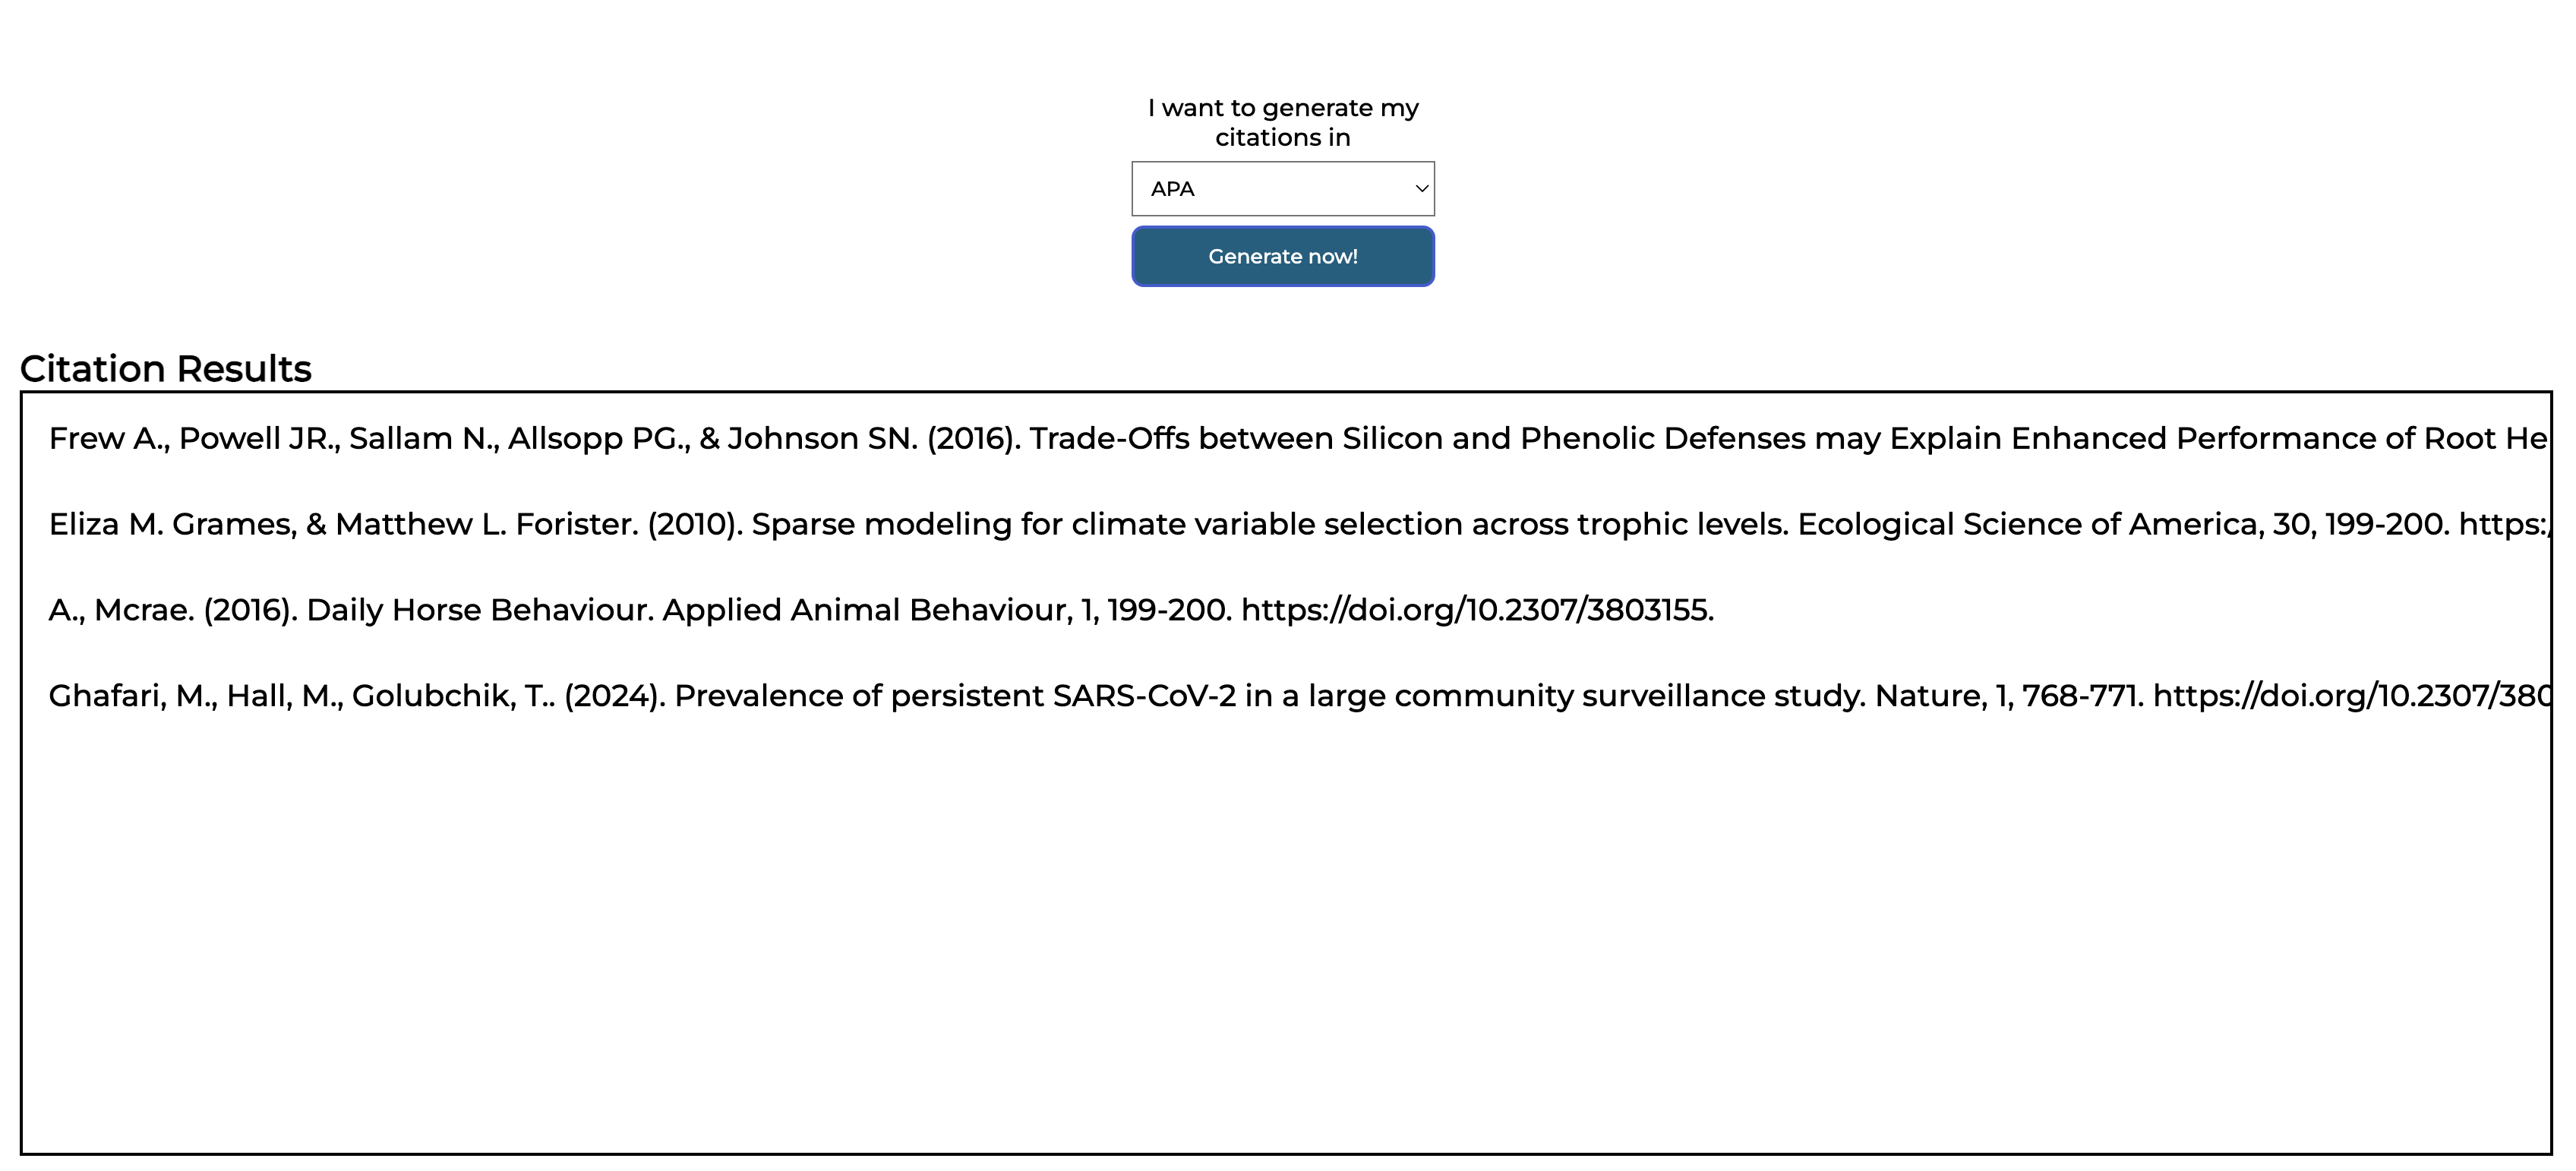 I want to generate my
citations in
APA
Generate now!
Citation Results
Frew A., Powell JR., Sallam N., Allsopp PG., & Johnson SN. (2016). Trade-Offs between Silicon and Phenolic Defenses may Explain Enhanced Performance of Root He
Eliza M. Grames, & Matthew L. Forister. (2010). Sparse modeling for climate variable selection across trophic levels. Ecological Science of America, 30, 199-200. https:/
A., Mcrae. (2016). Daily Horse Behaviour. Applied Animal Behaviour, 1, 199-200. https://doi.org/10.2307/3803155.
Ghafari, M., Hall, M., Golubchik, T.. (2024). Prevalence of persistent SARS-CoV-2 in a large community surveillance study. Nature, 1, 768-771. https://doi.org/10.2307/380